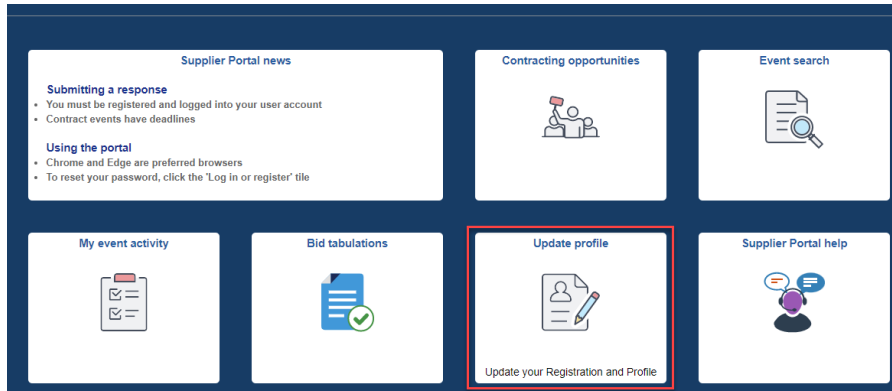 Supplier Portal news
Submitting a response
• You must be registered and logged into your user account
• Contract events have deadlines
Using the portal
• Chrome and Edge are preferred browsers
• To reset your password, click the 'Log in or register' tile
Contracting opportunities
Event search
My event activity
Bid tabulations
Update profile
Update your Registration and Profile
Supplier Portal help